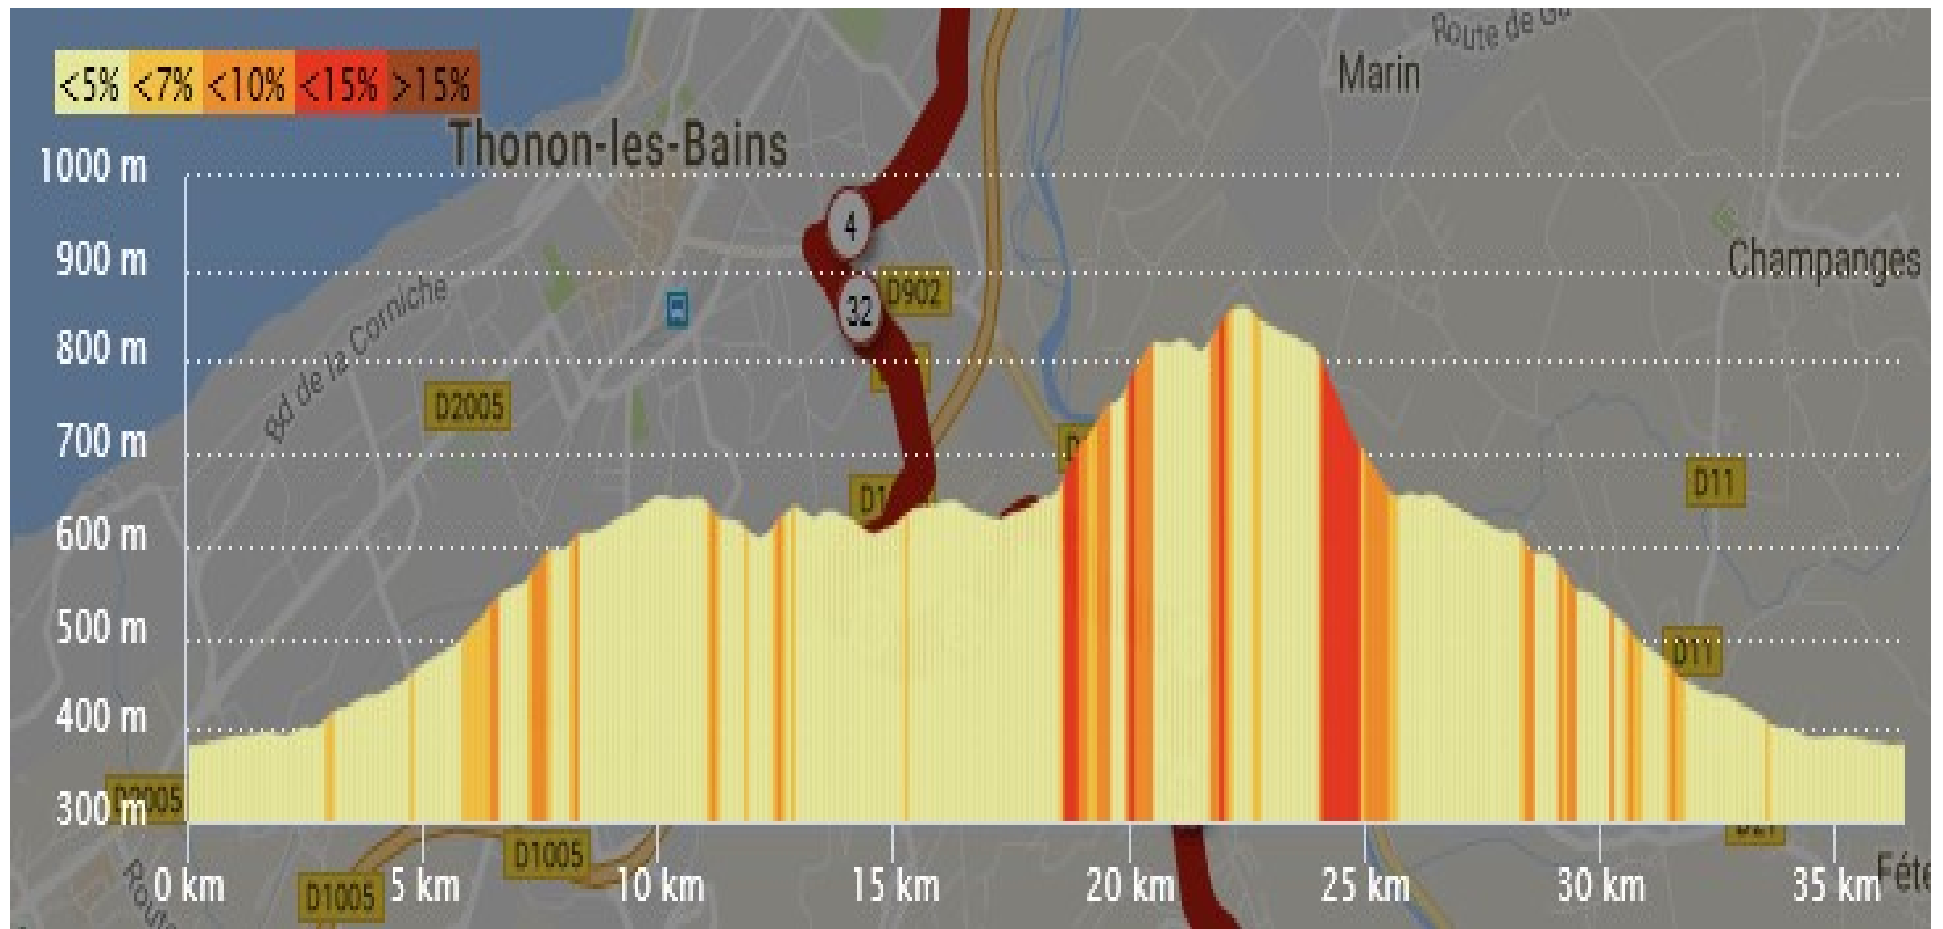 Route de
Marin
<5% <7% <10% <15% >15%
Thonon-les-Bains
1000 m
4
900 m
Champanges
D902
32
Bd de la Corniche
800 m
D2005
700 m
D11
600 m
500 m
D11
400 m
D2005
300 m
D21
D1005
0 km 5 km 10 km 15 km 20 km 25 km 30 km 35 km
D1005